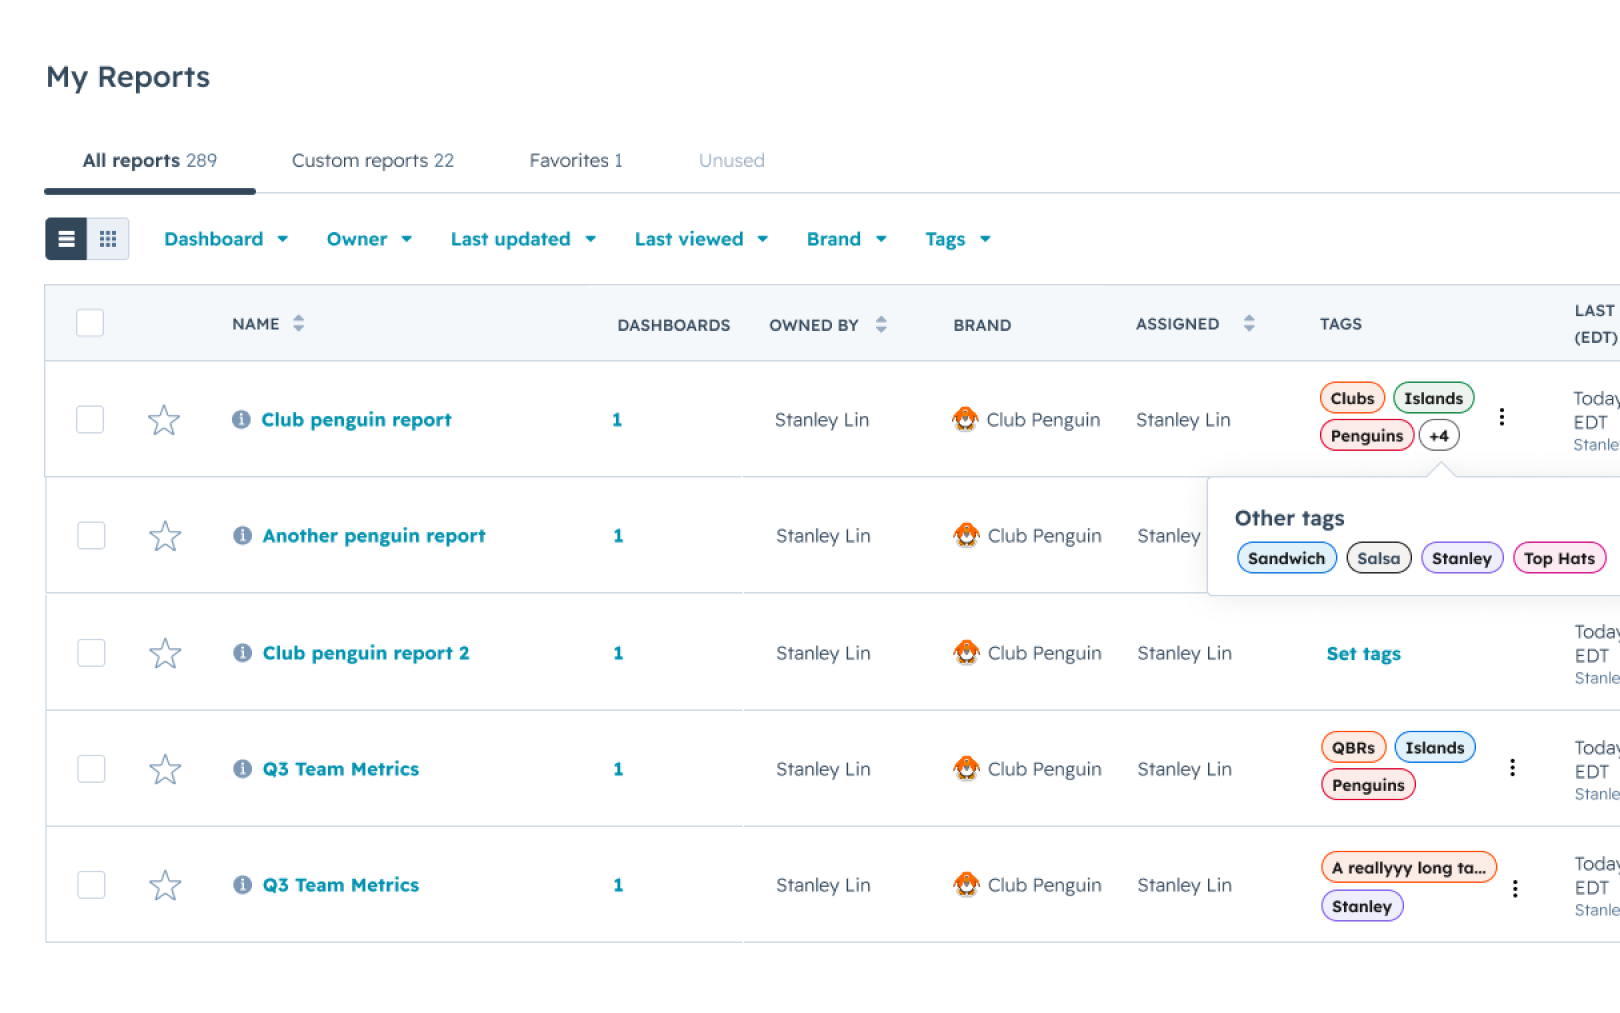 My Reports
All reports 289 Custom reports 22 Favorites 1 Unused
Dashboard Owner Last updated Last viewed Brand Tags
NAME DASHBOARDS OWNED BY BRAND ASSIGNED TAGS LAST
(EDT)
Club penguin report 1 Stanley Lin Club Penguin Stanley Lin Clubs Islands Today
Penguins +4 EDT
Stanle
Another penguin report 1 Stanley Lin Club Penguin Stanley
Other tags
Sandwich Salsa Stanley Top Hats
Club penguin report 2 1 Stanley Lin Club Penguin Stanley Lin Set tags Today
EDT
Stanle
Q3 Team Metrics 1 Stanley Lin Club Penguin Stanley Lin QBRs Islands Today
Penguins EDT
Stanle
Q3 Team Metrics 1 Stanley Lin Club Penguin Stanley Lin A reallyyy long ta... Today
Stanley EDT
Stanle